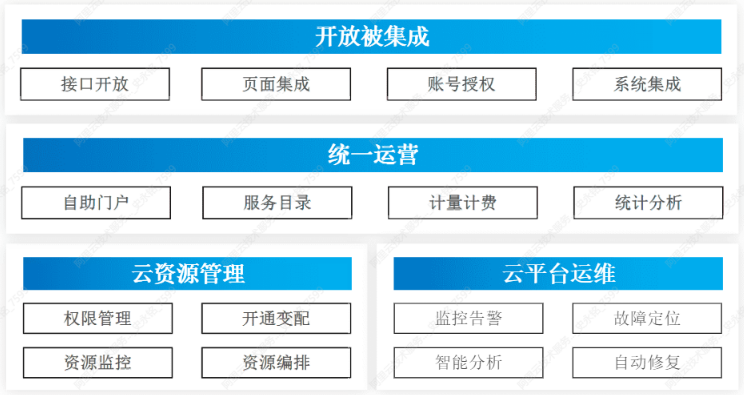 开放被集成
接口开放 页面集成 账号授权 系统集成
统一运营
自助门户 服务目录 计量计费 统计分析
云资源管理
权限管理 开通变配
资源监控 资源编排
云平台运维
监控告警 故障定位
智能分析 自动修复